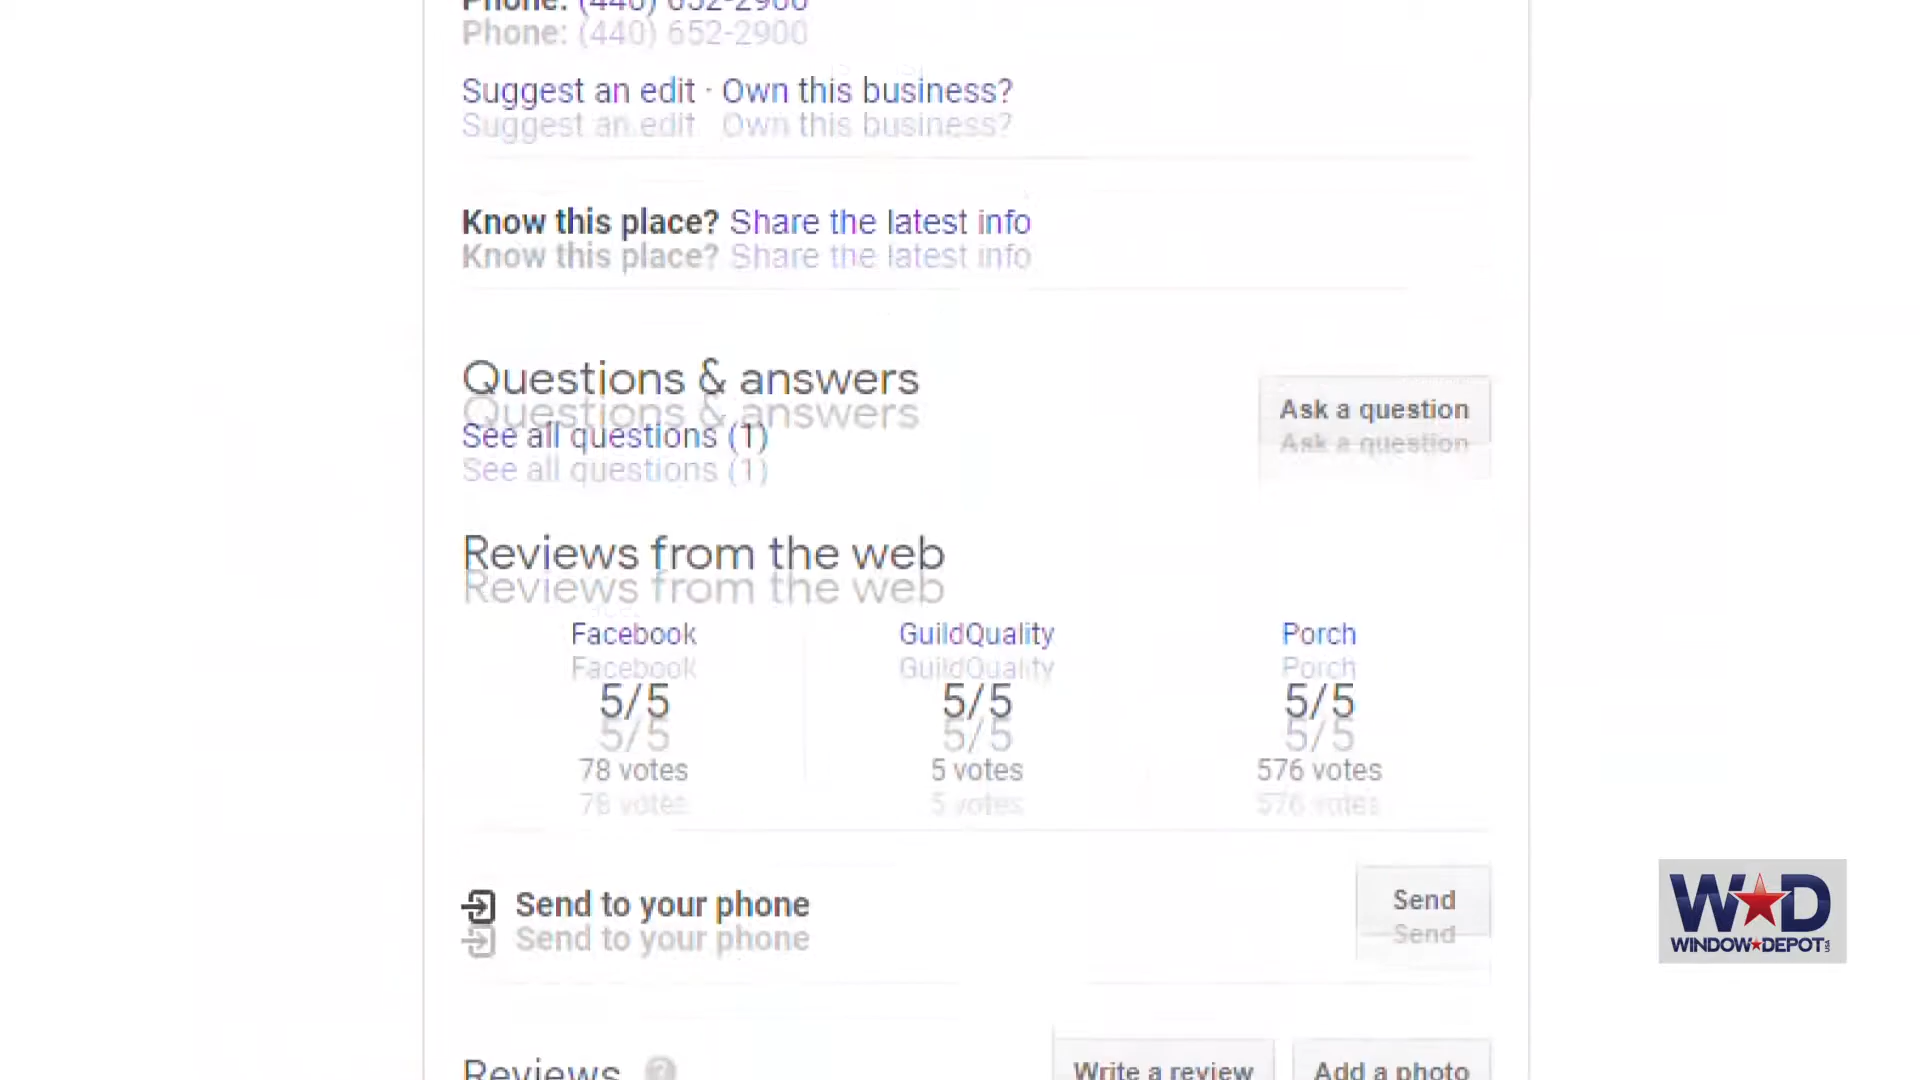 Phone: (440) 652-2900
Suggest an edit · Own this business?
Know this place? Share the latest info
Questions & answers
Ask a question
See all questions (1)
Reviews from the web
Facebook
GuildQuality
Porch
5/5
5/5
5/5
78 votes
5 votes
576 votes
Send to your phone
Send
WD
WINDOW DEPOT USA
Reviews
Write a review
Add a photo